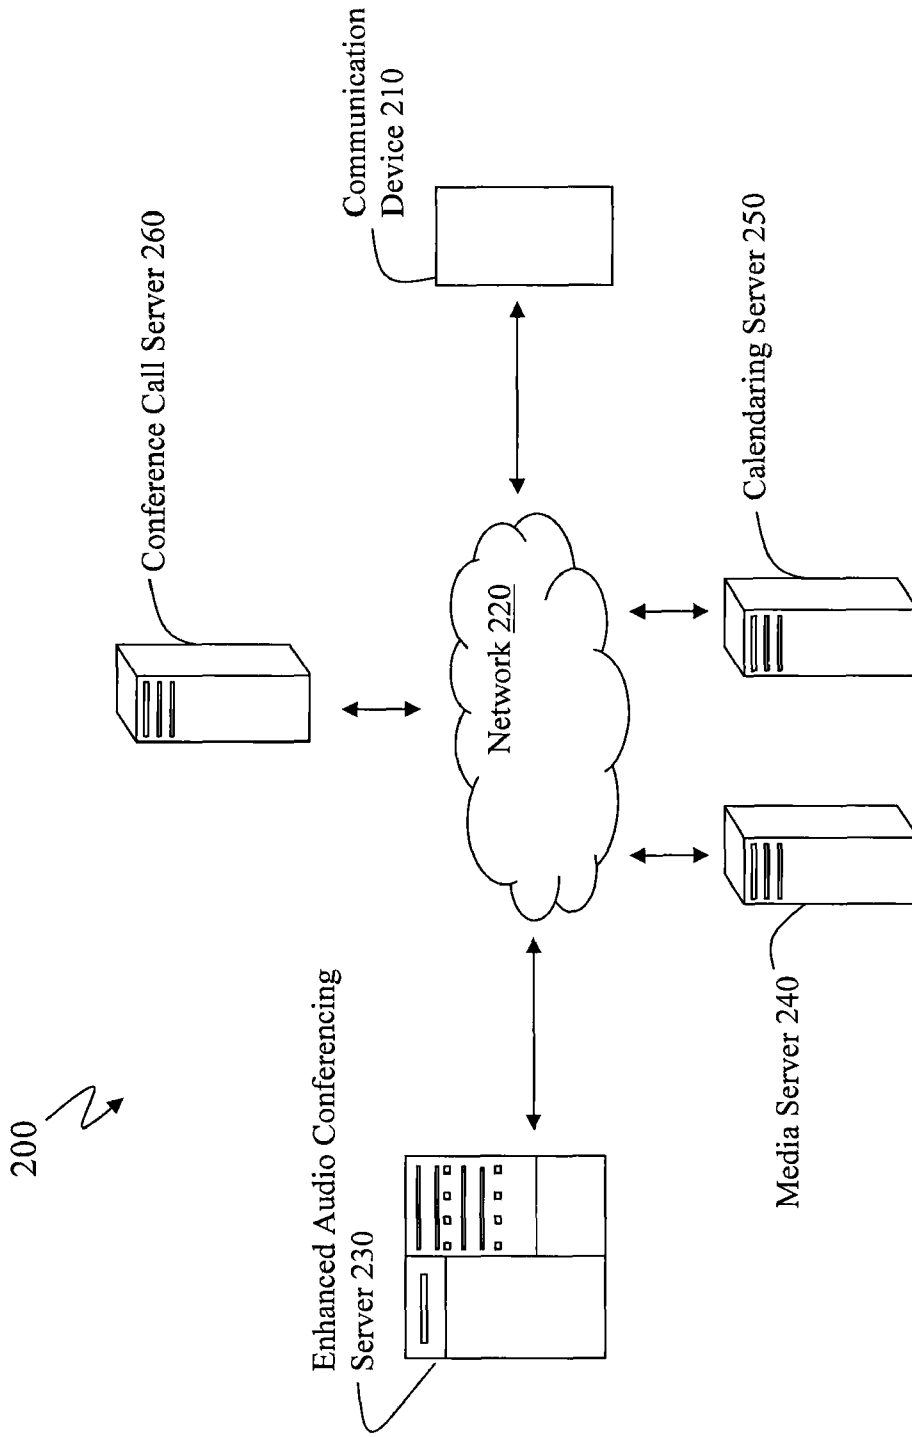 200
Conference Call Server 260
Enhanced Audio Conferencing
Server 230
Network 220
Communication
Device 210
Media Server 240
Calendaring Server 250